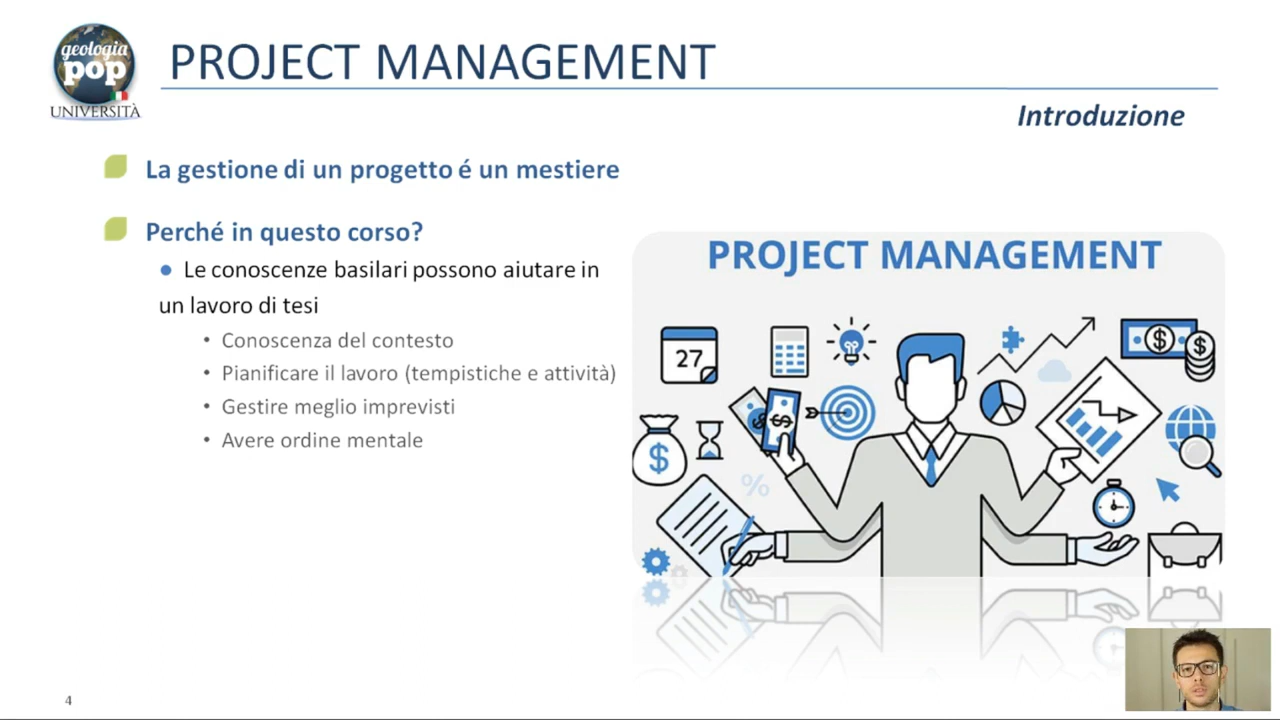 geologia
pop
UNIVERSITÀ
PROJECT MANAGEMENT
Introduzione
La gestione di un progetto é un mestiere
Perché in questo corso?
Le conoscenze basilari possono aiutare in
un lavoro di tesi
• Conoscenza del contesto
• Pianificare il lavoro (tempistiche e attività)
• Gestire meglio imprevisti
• Avere ordine mentale
PROJECT MANAGEMENT
27
$
$
$
$
%
4